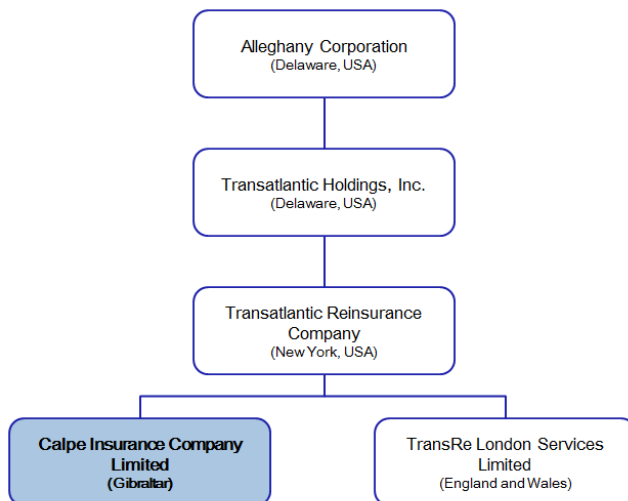 Alleghany Corporation
(Delaware, USA)
Transatlantic Holdings, Inc.
(Delaware, USA)
Transatlantic Reinsurance
Company
(New York, USA)
Calpe Insurance Company
Limited
(Gibraltar)
TransRe London Services
Limited
(England and Wales)